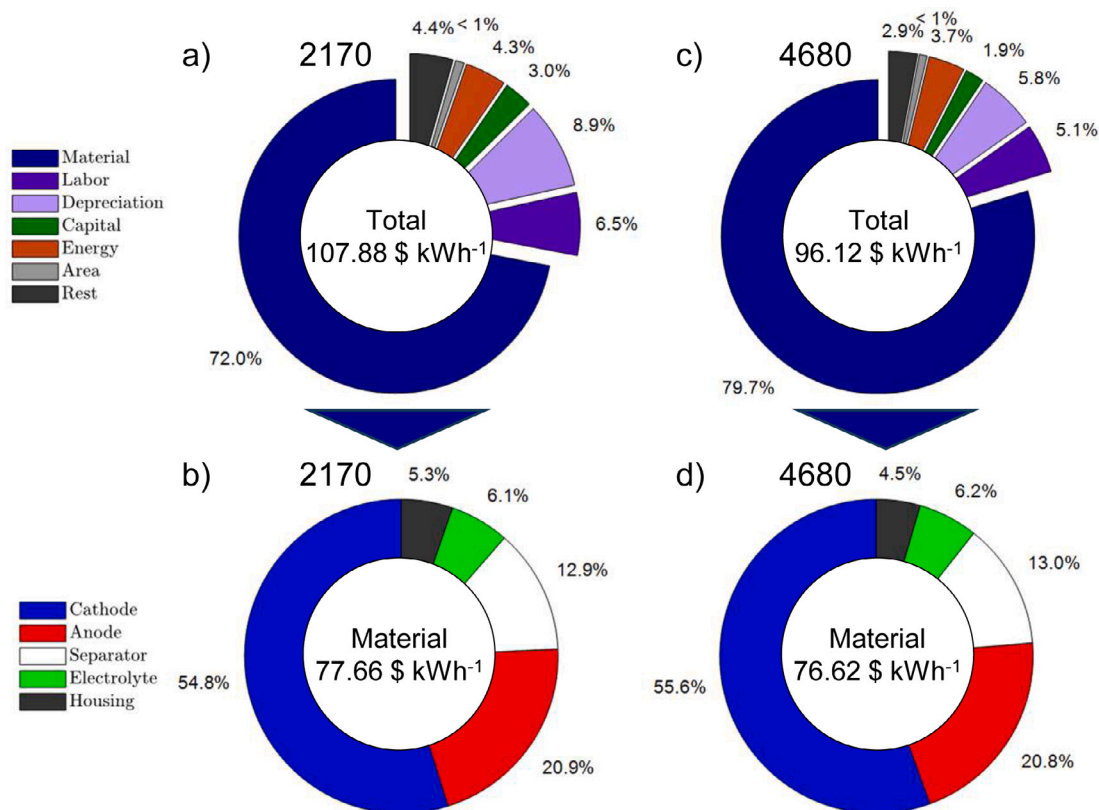 a)
2170
4.4%
< 1%
4.3%
3.0%
8.9%
6.5%
72.0%
Total
107.88 $ kWh⁻¹
c)
4680
2.9%
< 1%
3.7%
1.9%
5.8%
5.1%
79.7%
Total
96.12 $ kWh⁻¹
Material
Labor
Depreciation
Capital
Energy
Area
Rest
b)
2170
5.3%
6.1%
12.9%
20.9%
54.8%
Material
77.66 $ kWh⁻¹
d)
4680
4.5%
6.2%
13.0%
20.8%
55.6%
Material
76.62 $ kWh⁻¹
Cathode
Anode
Separator
Electrolyte
Housing